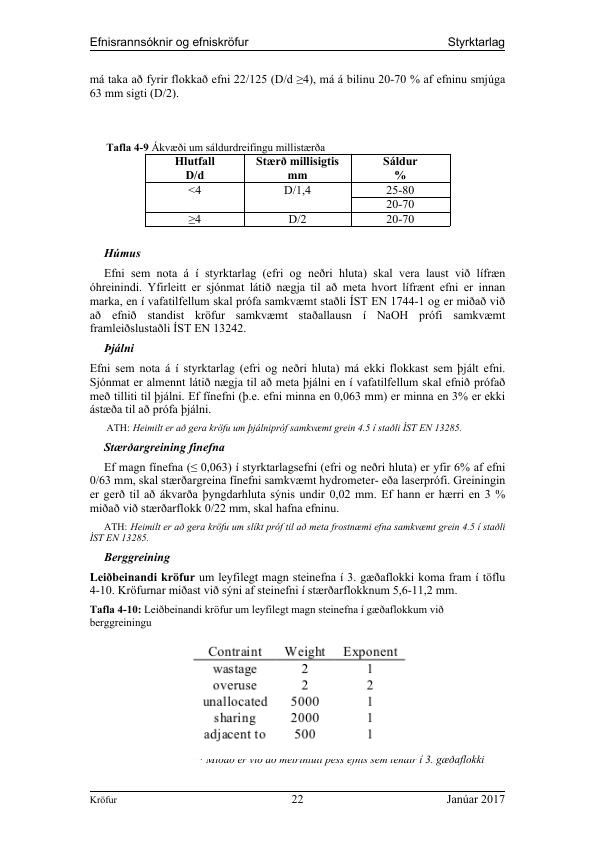 Efnisrannsóknir og efniskröfur Styrktarlag
má taka að fyrir flokkað efni 22/125 (D/d ≥4), má á bilinu 20-70 % af efninu smjúga
63 mm sigti (D/2).
Tafla 4-9 Ákvæði um sáldurdreifingu millistærða
Hlutfall Stærð millisigtis Sáldur
D/d mm %
<4 D/1,4 25-80
20-70
≥4 D/2 20-70
Húmus
Efni sem nota á í styrktarlag (efri og neðri hluta) skal vera laust við lífræn
óhreinindi. Yfirleitt er sjónmat látið nægja til að meta hvort lífrænt efni er innan
marka, en í vafatilfellum skal prófa samkvæmt staðli ÍST EN 1744-1 og er miðað við
að efnið standist kröfur samkvæmt staðallausn í NaOH prófi samkvæmt
framleiðslustaðli ÍST EN 13242.
Þjálni
Efni sem nota á í styrktarlag (efri og neðri hluta) má ekki flokkast sem þjált efni.
Sjónmat er almennt látið nægja til að meta þjálni en í vafatilfellum skal efnið prófað
með tilliti til þjálni. Ef fínefni (þ.e. efni minna en 0,063 mm) er minna en 3% er ekki
ástæða til að prófa þjálni.
ATH: Heimilt er að gera kröfu um þjálnipróf samkvæmt grein 4.5 í staðli ÍST EN 13285.
Stærðargreining fínefna
Ef magn fínefna (≤ 0,063) í styrktarlagsefni (efri og neðri hluta) er yfir 6% af efni
0/63 mm, skal stærðargreina fínefni samkvæmt hydrometer- eða laserprófi. Greiningin
er gerð til að ákvarða þyngdarhluta sýnis undir 0,02 mm. Ef hann er hærri en 3 %
miðað við stærðarflokk 0/22 mm, skal hafna efninu.
ATH: Heimilt er að gera kröfu um slíkt próf til að meta frostnæmi efna samkvæmt grein 4.5 í staðli
ÍST EN 13285.
Berggreining
Leiðbeinandi kröfur um leyfilegt magn steinefna í 3. gæðaflokki koma fram í töflu
4-10. Kröfurnar miðast við sýni af steinefni í stærðarflokknum 5,6-11,2 mm.
Tafla 4-10: Leiðbeinandi kröfur um leyfilegt magn steinefna í gæðaflokkum við
berggreiningu
Contraint Weight Exponent
wastage 2 1
overuse 2 2
unallocated 5000 1
sharing 2000 1
adjacent to 500 1
Miðað er við að meirihluti þess efnis sem lendir í 3. gæðaflokki
Kröfur 22 Janúar 2017